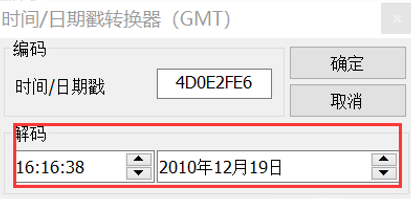 时间/日期戳转换器（GMT）
编码
时间/日期戳 4D0E2FE6 确定
取消
解码
16:16:38 2010年12月19日